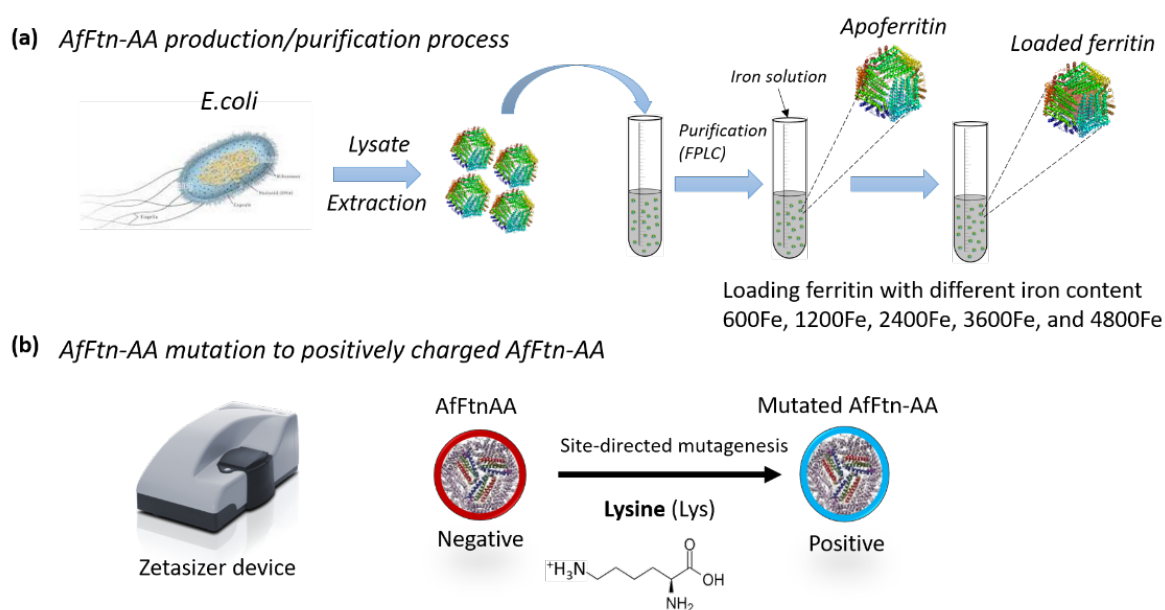 (a) AfFtn-AA production/purification process
E.coli
Lysate
Extraction
Iron solution
Purification
(FPLC)
Apoferritin
Loaded ferritin
Loading ferritin with different iron content
600Fe, 1200Fe, 2400Fe, 3600Fe, and 4800Fe
(b) AfFtn-AA mutation to positively charged AfFtn-AA
Zetasizer device
AfFtnAA
Negative
Site-directed mutagenesis
Lysine (Lys)
⁺H₃N
O
OH
NH₂
Mutated AfFtn-AA
Positive